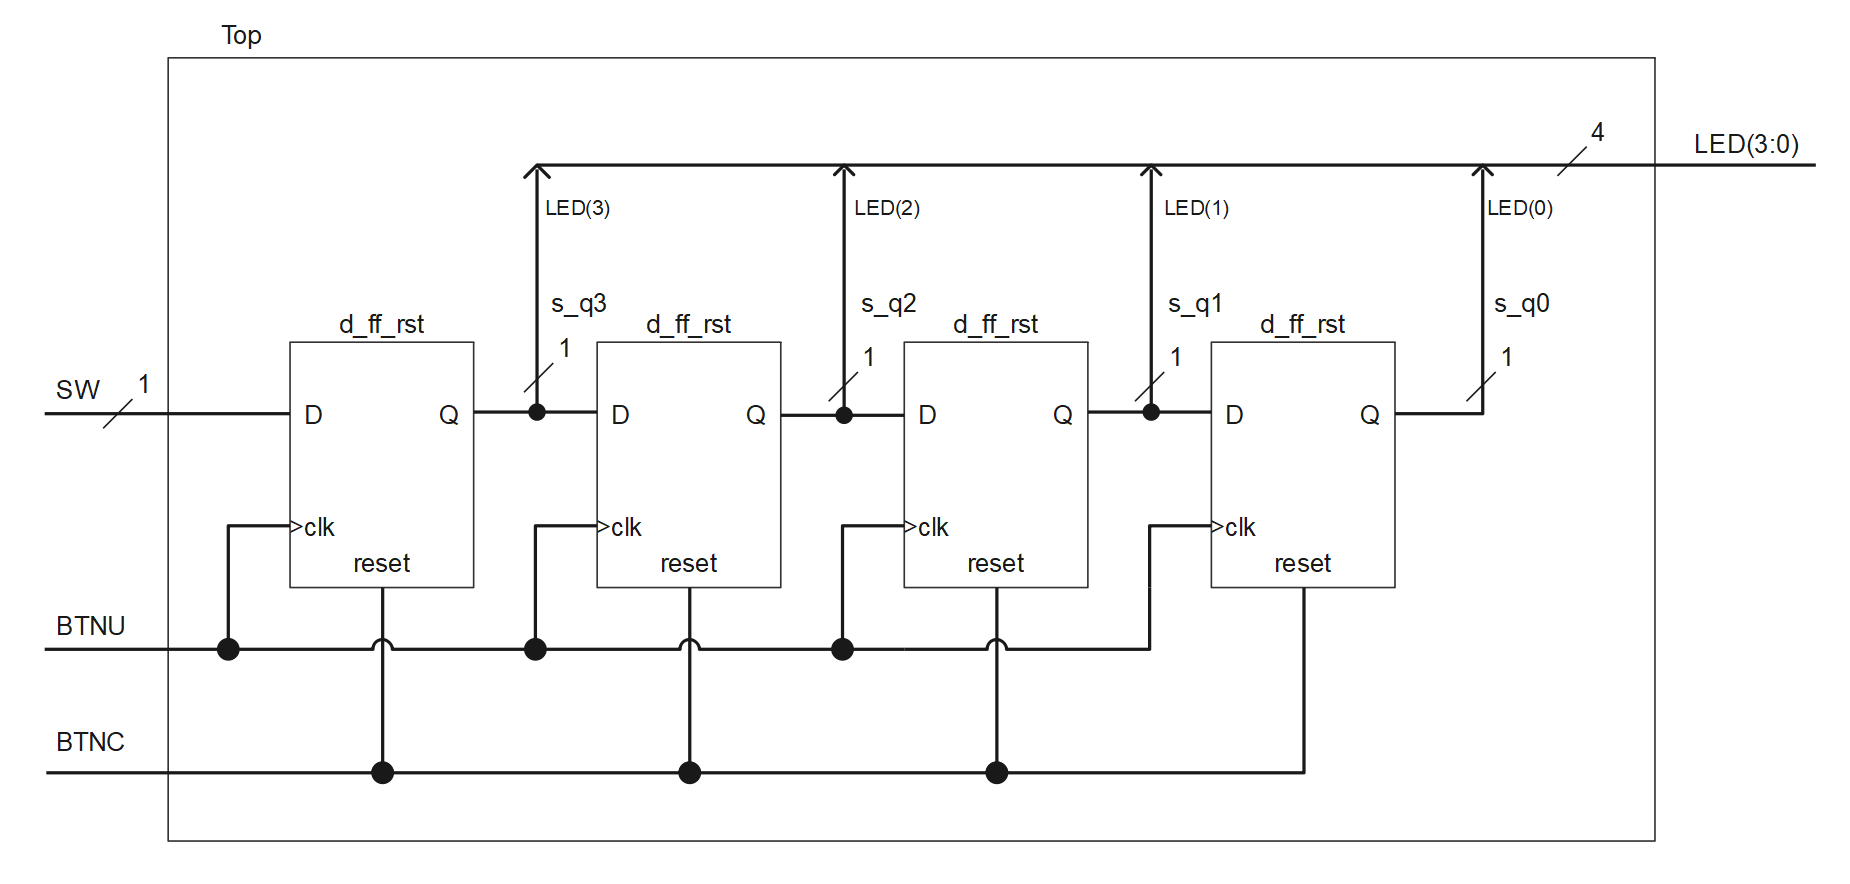 Top
4
LED(3:0)
LED(3)
LED(2)
LED(1)
LED(0)
s_q3
s_q2
s_q1
s_q0
d_ff_rst
d_ff_rst
d_ff_rst
d_ff_rst
1
1
1
1
SW
1
D
Q
D
Q
D
Q
D
Q
clk
clk
clk
clk
reset
reset
reset
reset
BTNU
BTNC